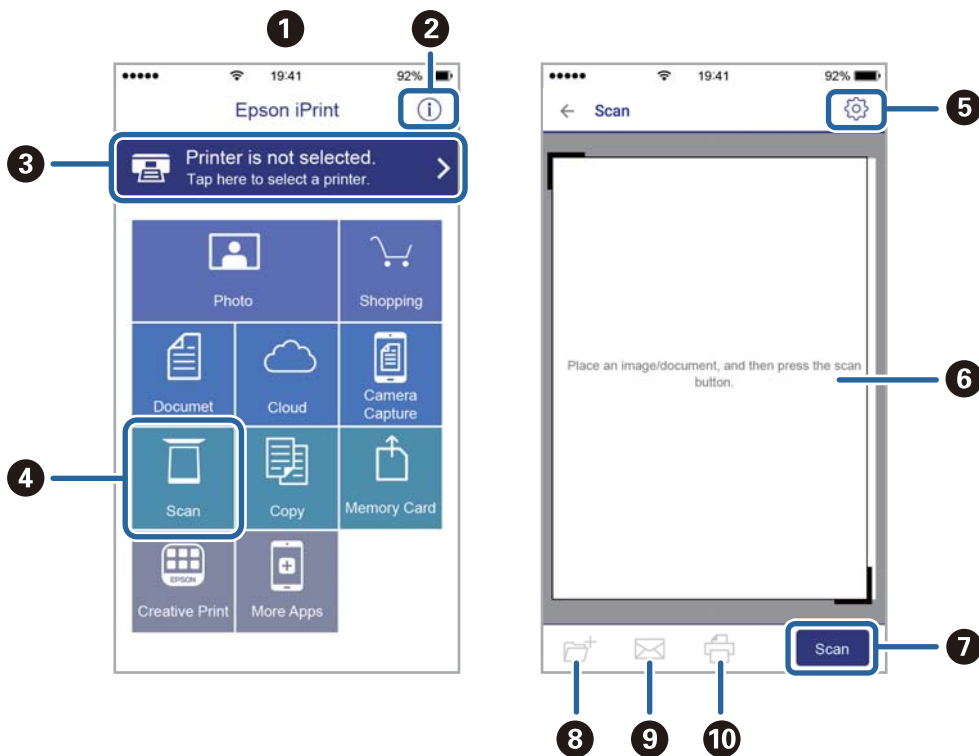 1
2
19:41
92%
Epson iPrint
i
3
Printer is not selected.
Tap here to select a printer.
Photo
Shopping
Documet
Cloud
Camera
Capture
4
Scan
Copy
Memory Card
EPSON
Creative Print
More Apps
19:41
92%
Scan
5
Place an image/document, and then press the scan
button.
6
Scan
7
8
9
10